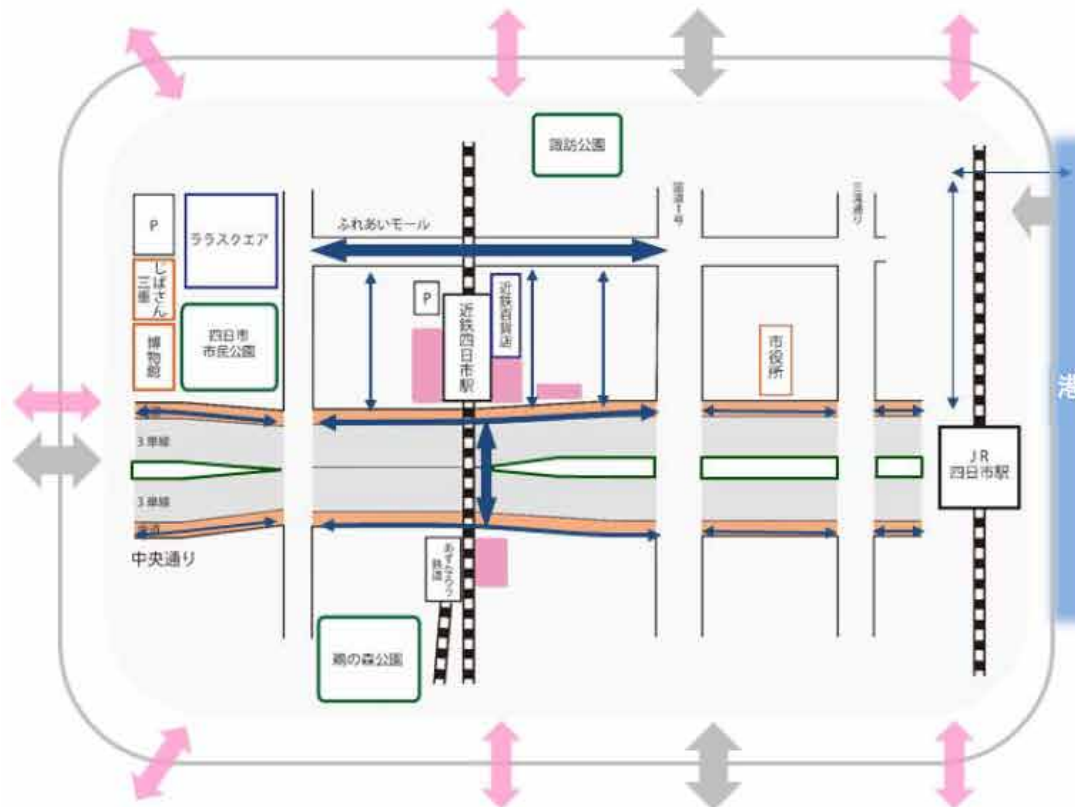 諏訪公園
国道1号
三滝通り
P
ララスクエア
ふれあいモール
じばさん
三重
四日市
市民公園
博物館
P
近鉄四日市駅
近鉄百貨店
市役所
港
3車線
3車線
歩道
中央通り
JR
四日市駅
あすなろう
鉄道
鵜の森公園